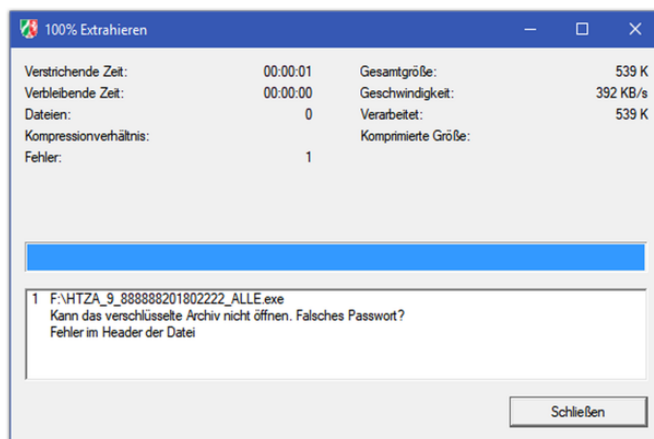 100% Extrahieren
Verstrichende Zeit: 00:00:01 Gesamtgröße: 539 K
Verbleibende Zeit: 00:00:00 Geschwindigkeit: 392 KB/s
Dateien: 0 Verarbeitet: 539 K
Kompressionverhältnis: Komprimierte Größe:
Fehler: 1
1 F:\HTZA_9_888888201802222_ALLE.exe
Kann das verschlüsselte Archiv nicht öffnen. Falsches Passwort?
Fehler im Header der Datei
Schließen